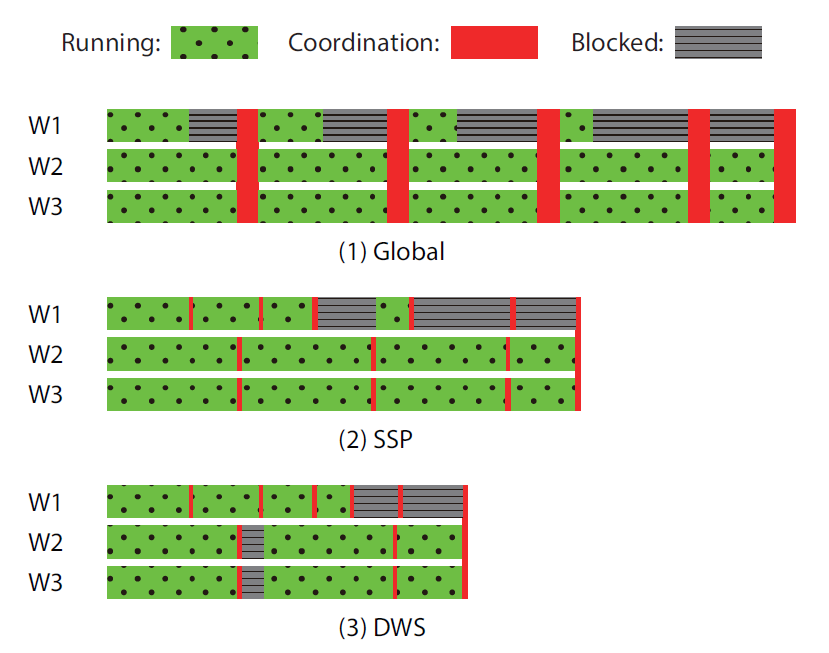 Running: Coordination: Blocked:
W1
W2
W3
(1) Global
W1
W2
W3
(2) SSP
W1
W2
W3
(3) DWS